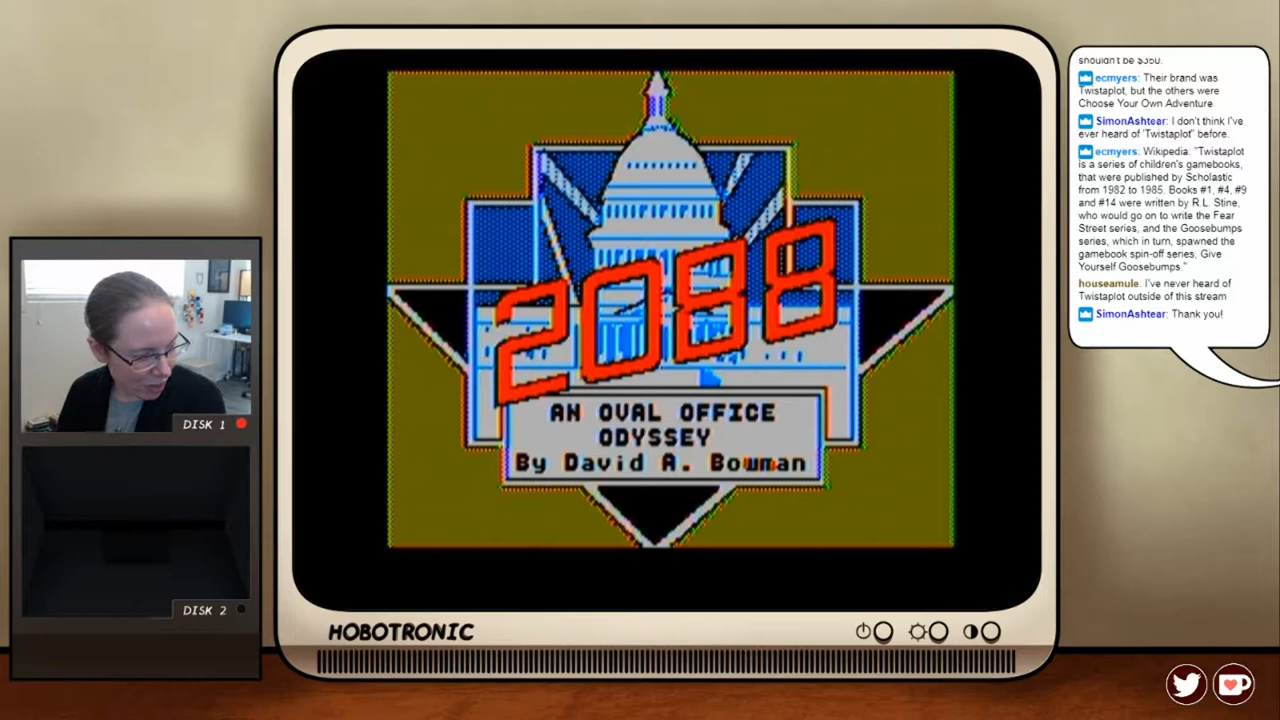 2088
AN OVAL OFFICE
ODYSSEY
By David A. Bowman
DISK 1
DISK 2
HOBOTRONIC
shouldn't be $350.
ecmyers: Their brand was
Twistaplot, but the others were
Choose Your Own Adventure.
SimonAshtear: I don't think I've
ever heard of "Twistaplot" before.
ecmyers: Wikipedia: "Twistaplot
is a series of children's gamebooks,
that were published by Scholastic
from 1982 to 1985. Books #1, #4, #9
and #14 were written by R.L. Stine,
who would go on to write the Fear
Street series, and the Goosebumps
series, which in turn, spawned the
gamebook spin-off series, Give
Yourself Goosebumps."
houseamule: I've never heard of
Twistaplot outside of this stream
SimonAshtear: Thank you!